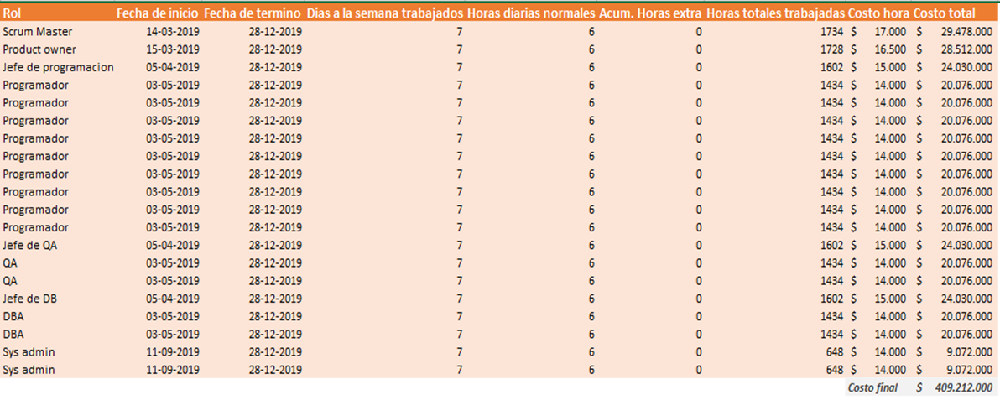 Rol Fecha de inicio Fecha de termino Dias a la semana trabajados Horas diarias normales Acum. Horas extra Horas totales trabajadas Costo hora Costo total
Scrum Master 14-03-2019 28-12-2019 7 6 0 1734 $ 17.000 $ 29.478.000
Product owner 15-03-2019 28-12-2019 7 6 0 1728 $ 16.500 $ 28.512.000
Jefe de programacion 05-04-2019 28-12-2019 7 6 0 1602 $ 15.000 $ 24.030.000
Programador 03-05-2019 28-12-2019 7 6 0 1434 $ 14.000 $ 20.076.000
Programador 03-05-2019 28-12-2019 7 6 0 1434 $ 14.000 $ 20.076.000
Programador 03-05-2019 28-12-2019 7 6 0 1434 $ 14.000 $ 20.076.000
Programador 03-05-2019 28-12-2019 7 6 0 1434 $ 14.000 $ 20.076.000
Programador 03-05-2019 28-12-2019 7 6 0 1434 $ 14.000 $ 20.076.000
Programador 03-05-2019 28-12-2019 7 6 0 1434 $ 14.000 $ 20.076.000
Programador 03-05-2019 28-12-2019 7 6 0 1434 $ 14.000 $ 20.076.000
Programador 03-05-2019 28-12-2019 7 6 0 1434 $ 14.000 $ 20.076.000
Programador 03-05-2019 28-12-2019 7 6 0 1434 $ 14.000 $ 20.076.000
Jefe de QA 05-04-2019 28-12-2019 7 6 0 1602 $ 15.000 $ 24.030.000
QA 03-05-2019 28-12-2019 7 6 0 1434 $ 14.000 $ 20.076.000
QA 03-05-2019 28-12-2019 7 6 0 1434 $ 14.000 $ 20.076.000
Jefe de DB 05-04-2019 28-12-2019 7 6 0 1602 $ 15.000 $ 24.030.000
DBA 03-05-2019 28-12-2019 7 6 0 1434 $ 14.000 $ 20.076.000
DBA 03-05-2019 28-12-2019 7 6 0 1434 $ 14.000 $ 20.076.000
Sys admin 11-09-2019 28-12-2019 7 6 0 648 $ 14.000 $ 9.072.000
Sys admin 11-09-2019 28-12-2019 7 6 0 648 $ 14.000 $ 9.072.000
Costo final $ 409.212.000